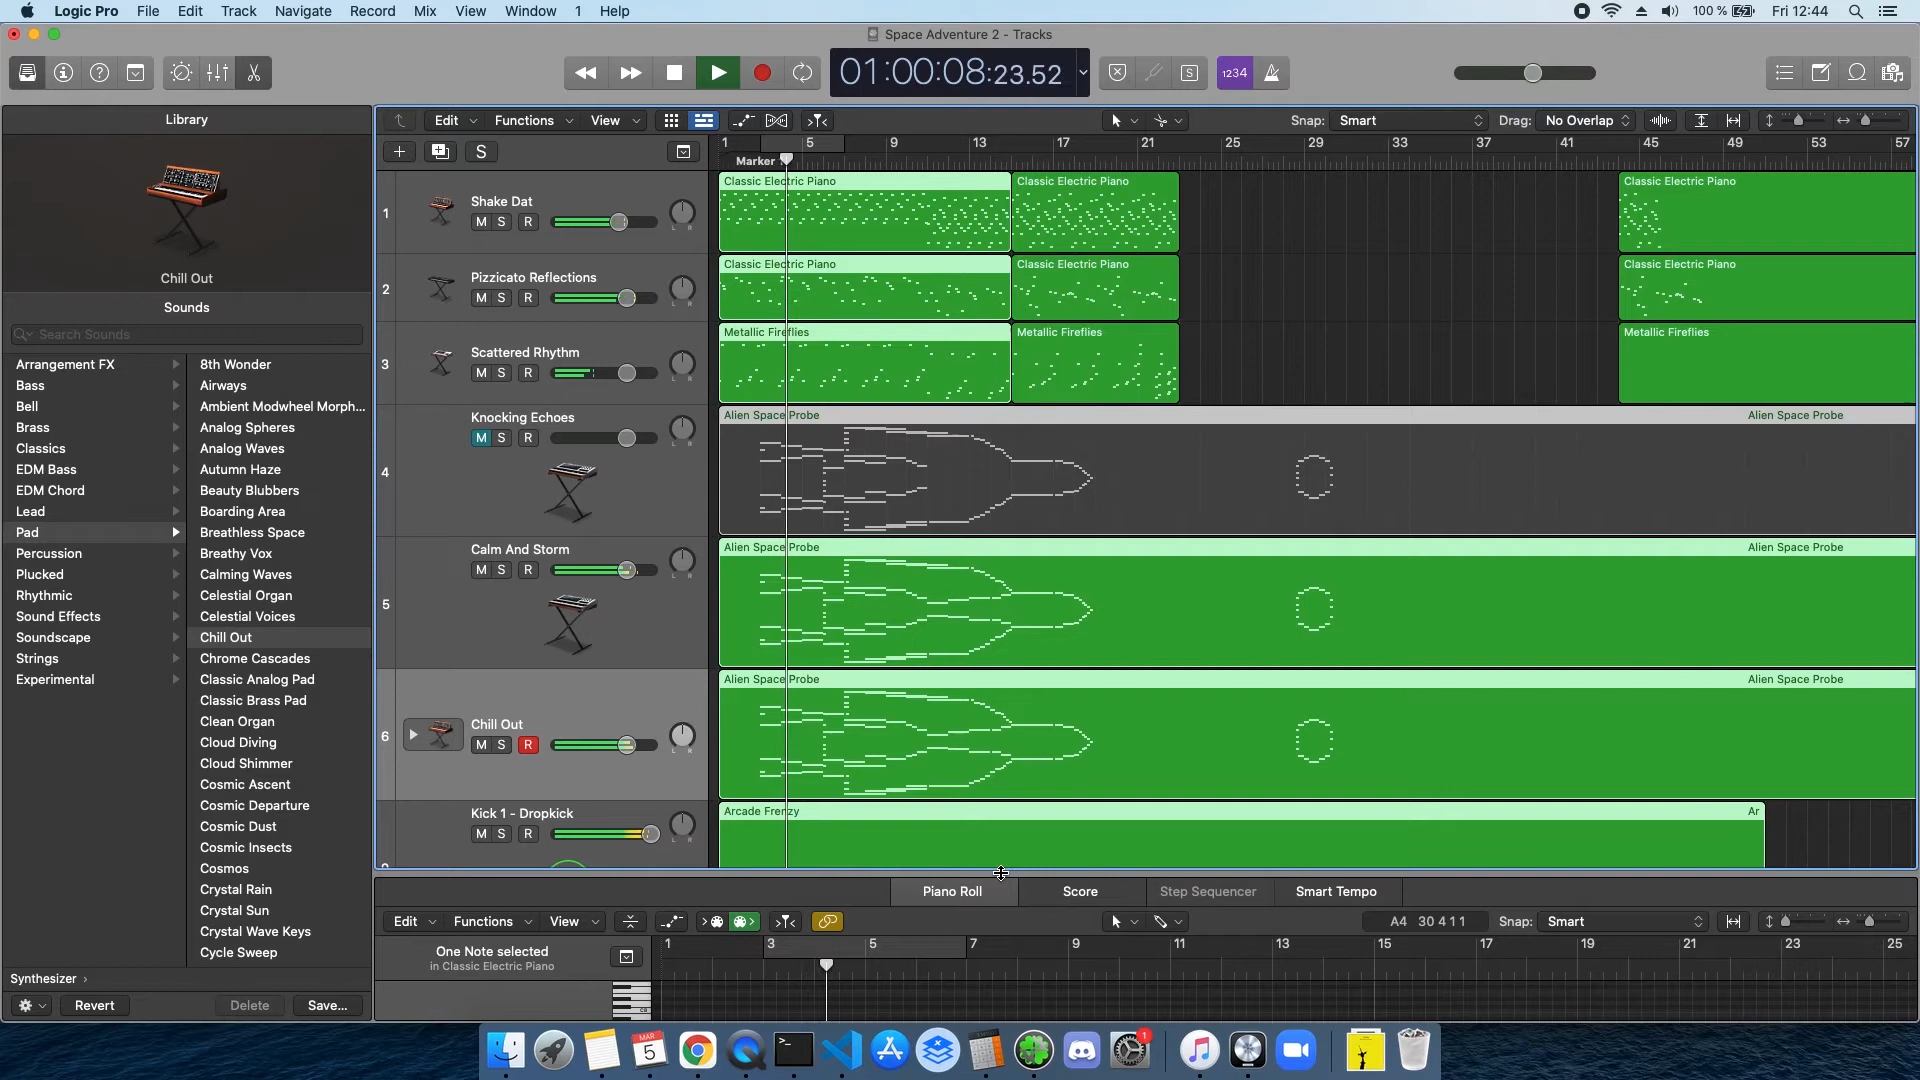 Logic Pro File Edit Track Navigate Record Mix View Window 1 Help 100 % Fri 12:44
Space Adventure 2 - Tracks
01:00:08:23.52 S 1234
Library
Edit Functions View Snap: Smart Drag: No Overlap
S 1 5 9 13 17 21 25 29 33 37 41 45 49 53 57
Marker
Chill Out
Sounds
Search Sounds
Arrangement FX
Bass
Bell
Brass
Classics
EDM Bass
EDM Chord
Lead
Pad
Percussion
Plucked
Rhythmic
Sound Effects
Soundscape
Strings
Experimental
8th Wonder
Airways
Ambient Modwheel Morph...
Analog Spheres
Analog Waves
Autumn Haze
Beauty Blubbers
Boarding Area
Breathless Space
Breathy Vox
Calming Waves
Celestial Organ
Celestial Voices
Chill Out
Chrome Cascades
Classic Analog Pad
Classic Brass Pad
Clean Organ
Cloud Diving
Cloud Shimmer
Cosmic Ascent
Cosmic Departure
Cosmic Dust
Cosmic Insects
Cosmos
Crystal Rain
Crystal Sun
Crystal Wave Keys
Cycle Sweep
Synthesizer
Revert Delete Save...
1 Shake Dat
M S R L R
Classic Electric Piano Classic Electric Piano Classic Electric Piano
2 Pizzicato Reflections
M S R L R
Classic Electric Piano Classic Electric Piano Classic Electric Piano
3 Scattered Rhythm
M S R L R
Metallic Fireflies Metallic Fireflies Metallic Fireflies
4 Knocking Echoes
M S R L R
Alien Space Probe Alien Space Probe
5 Calm And Storm
M S R L R
Alien Space Probe Alien Space Probe
6 Chill Out
M S R L R
Alien Space Probe Alien Space Probe
Kick 1 - Dropkick
M S R L R
Arcade Frenzy Ar
Piano Roll Score Step Sequencer Smart Tempo
Edit Functions View A4 30 4 1 1 Snap: Smart
One Note selected
in Classic Electric Piano
1 3 5 7 9 11 13 15 17 19 21 23 25
MAR
5
1